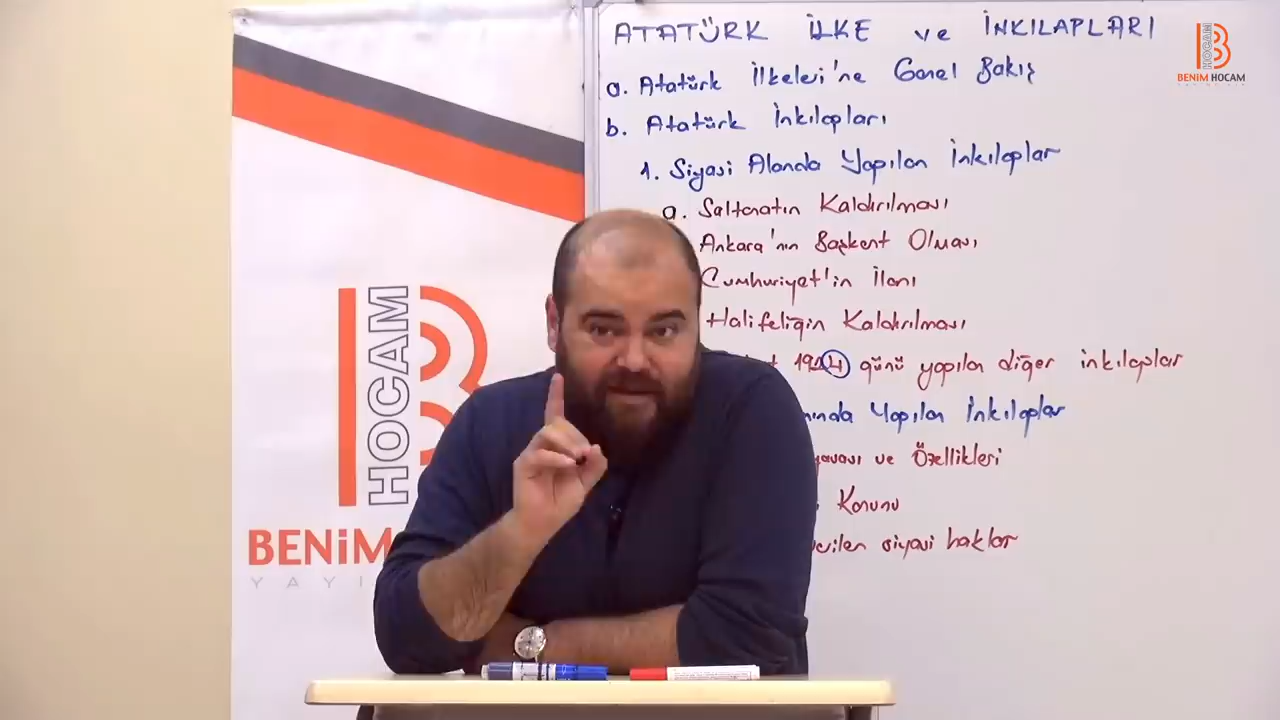 ATATÜRK İLKE ve İNKILAPLARI
a. Atatürk İlkeleri'ne Genel Bakış
b. Atatürk İnkılapları
1. Siyasi Alanda Yapılan İnkılaplar
a. Saltanatın Kaldırılması
Ankara'nın Başkent Olması
Cumhuriyet'in İlanı
Halifeliğin Kaldırılması
1924 günü yapılan diğer inkılaplar
Yapılan İnkılaplar
ve Özellikleri
Kanunu
siyasi haklar
HOCAM
BENİM
YAYI
HOCAM
BENİM HOCAM